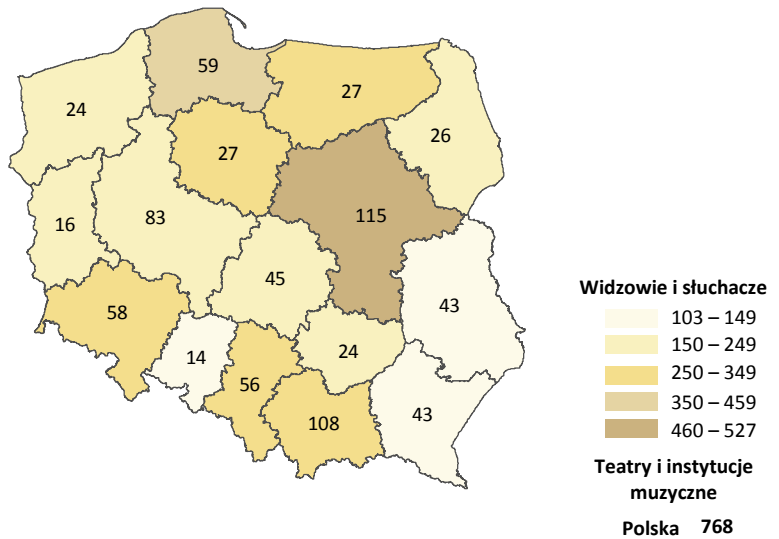 59
24
27
26
27
115
83
16
45
43
58
24
14
56
43
108
Widzowie i słuchacze
103 – 149
150 – 249
250 – 349
350 – 459
460 – 527
Teatry i instytucje
muzyczne
Polska 768